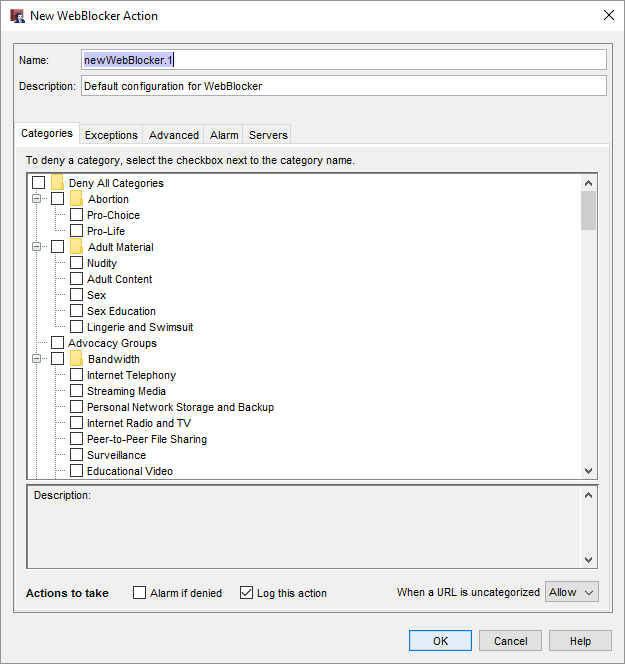 New WebBlocker Action
Name: newWebBlocker.1
Description: Default configuration for WebBlocker
Categories Exceptions Advanced Alarm Servers
To deny a category, select the checkbox next to the category name.
Deny All Categories
Abortion
Pro-Choice
Pro-Life
Adult Material
Nudity
Adult Content
Sex
Sex Education
Lingerie and Swimsuit
Advocacy Groups
Bandwidth
Internet Telephony
Streaming Media
Personal Network Storage and Backup
Internet Radio and TV
Peer-to-Peer File Sharing
Surveillance
Educational Video
Description:
Actions to take Alarm if denied Log this action When a URL is uncategorized Allow
OK Cancel Help